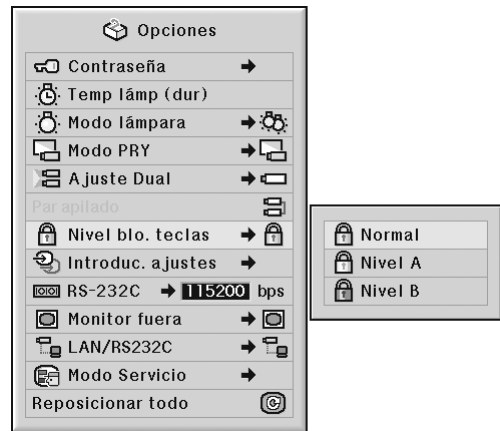 Opciones
Contraseña
Temp lámp (dur)
Modo lámpara
Modo PRY
Ajuste Dual
Par apilado
Nivel blo. teclas
Introduc. ajustes
RS-232C 115200 bps
Monitor fuera
LAN/RS232C
Modo Servicio
Reposicionar todo
Normal
Nivel A
Nivel B